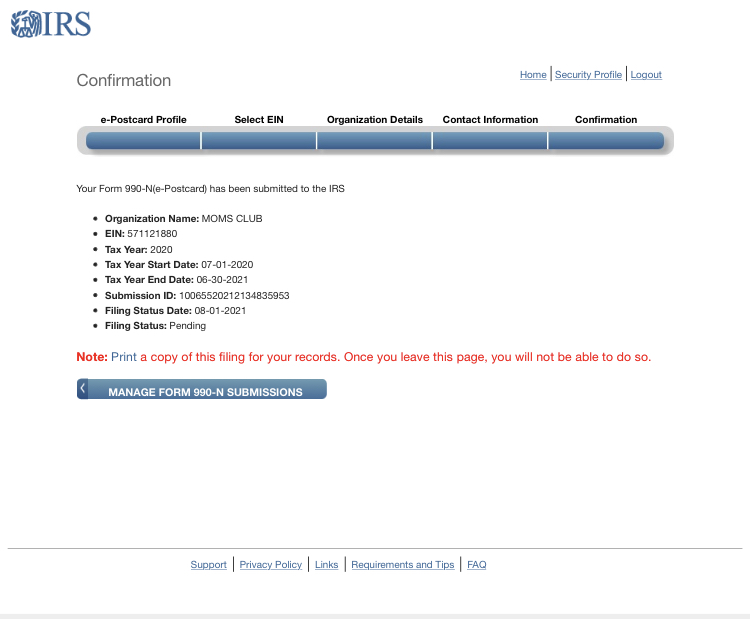 IRS
Home | Security Profile | Logout
Confirmation
e-Postcard Profile Select EIN Organization Details Contact Information Confirmation
Your Form 990-N(e-Postcard) has been submitted to the IRS
• Organization Name: MOMS CLUB
• EIN: 571121880
• Tax Year: 2020
• Tax Year Start Date: 07-01-2020
• Tax Year End Date: 06-30-2021
• Submission ID: 10065520212134835953
• Filing Status Date: 08-01-2021
• Filing Status: Pending
Note: Print a copy of this filing for your records. Once you leave this page, you will not be able to do so.
MANAGE FORM 990-N SUBMISSIONS
Support | Privacy Policy | Links | Requirements and Tips | FAQ